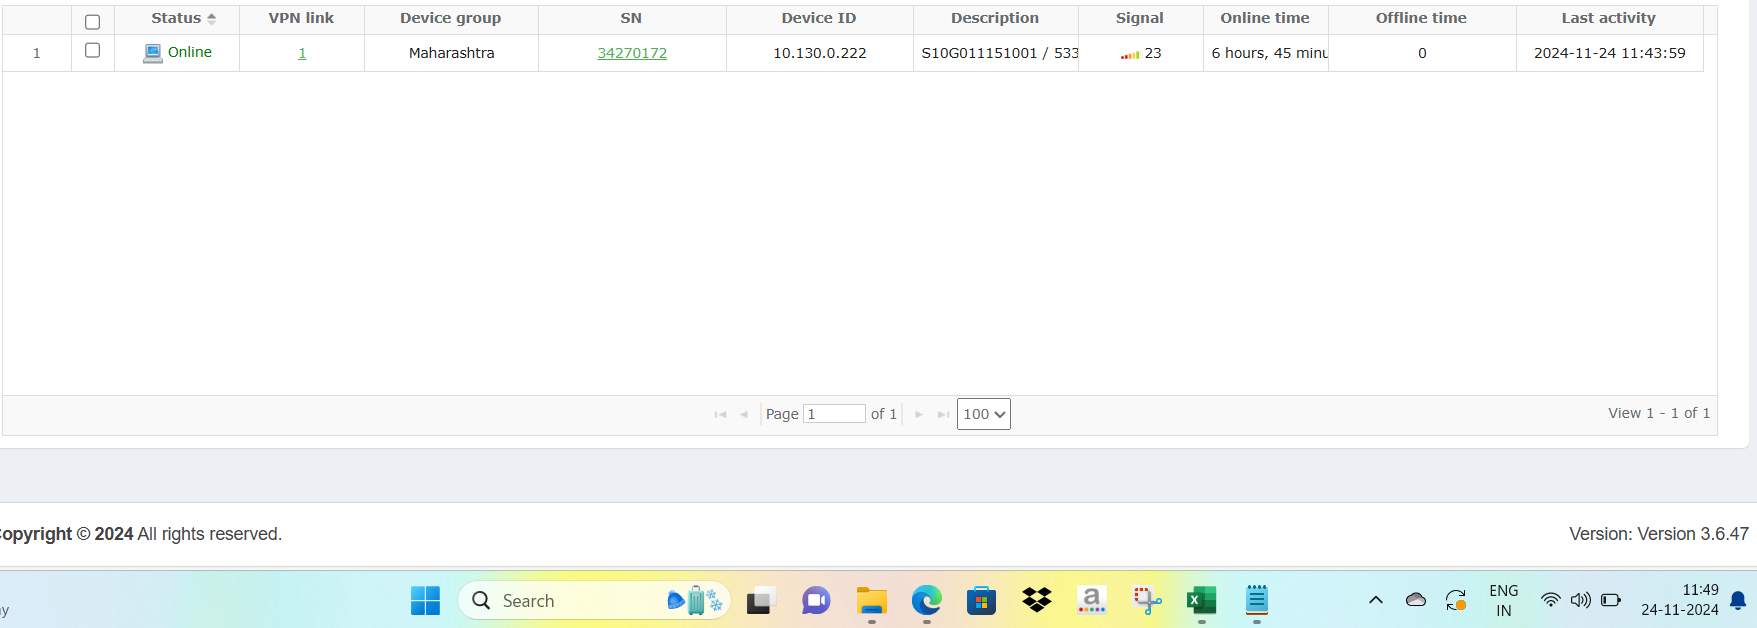 Status VPN link Device group SN Device ID Description Signal Online time Offline time Last activity
1 Online 1 Maharashtra 34270172 10.130.0.222 S10G011151001 / 533 23 6 hours, 45 minu 0 2024-11-24 11:43:59
Page 1 of 1 100 View 1 - 1 of 1
opyright © 2024 All rights reserved. Version: Version 3.6.47
y Search ENG 11:49
IN 24-11-2024